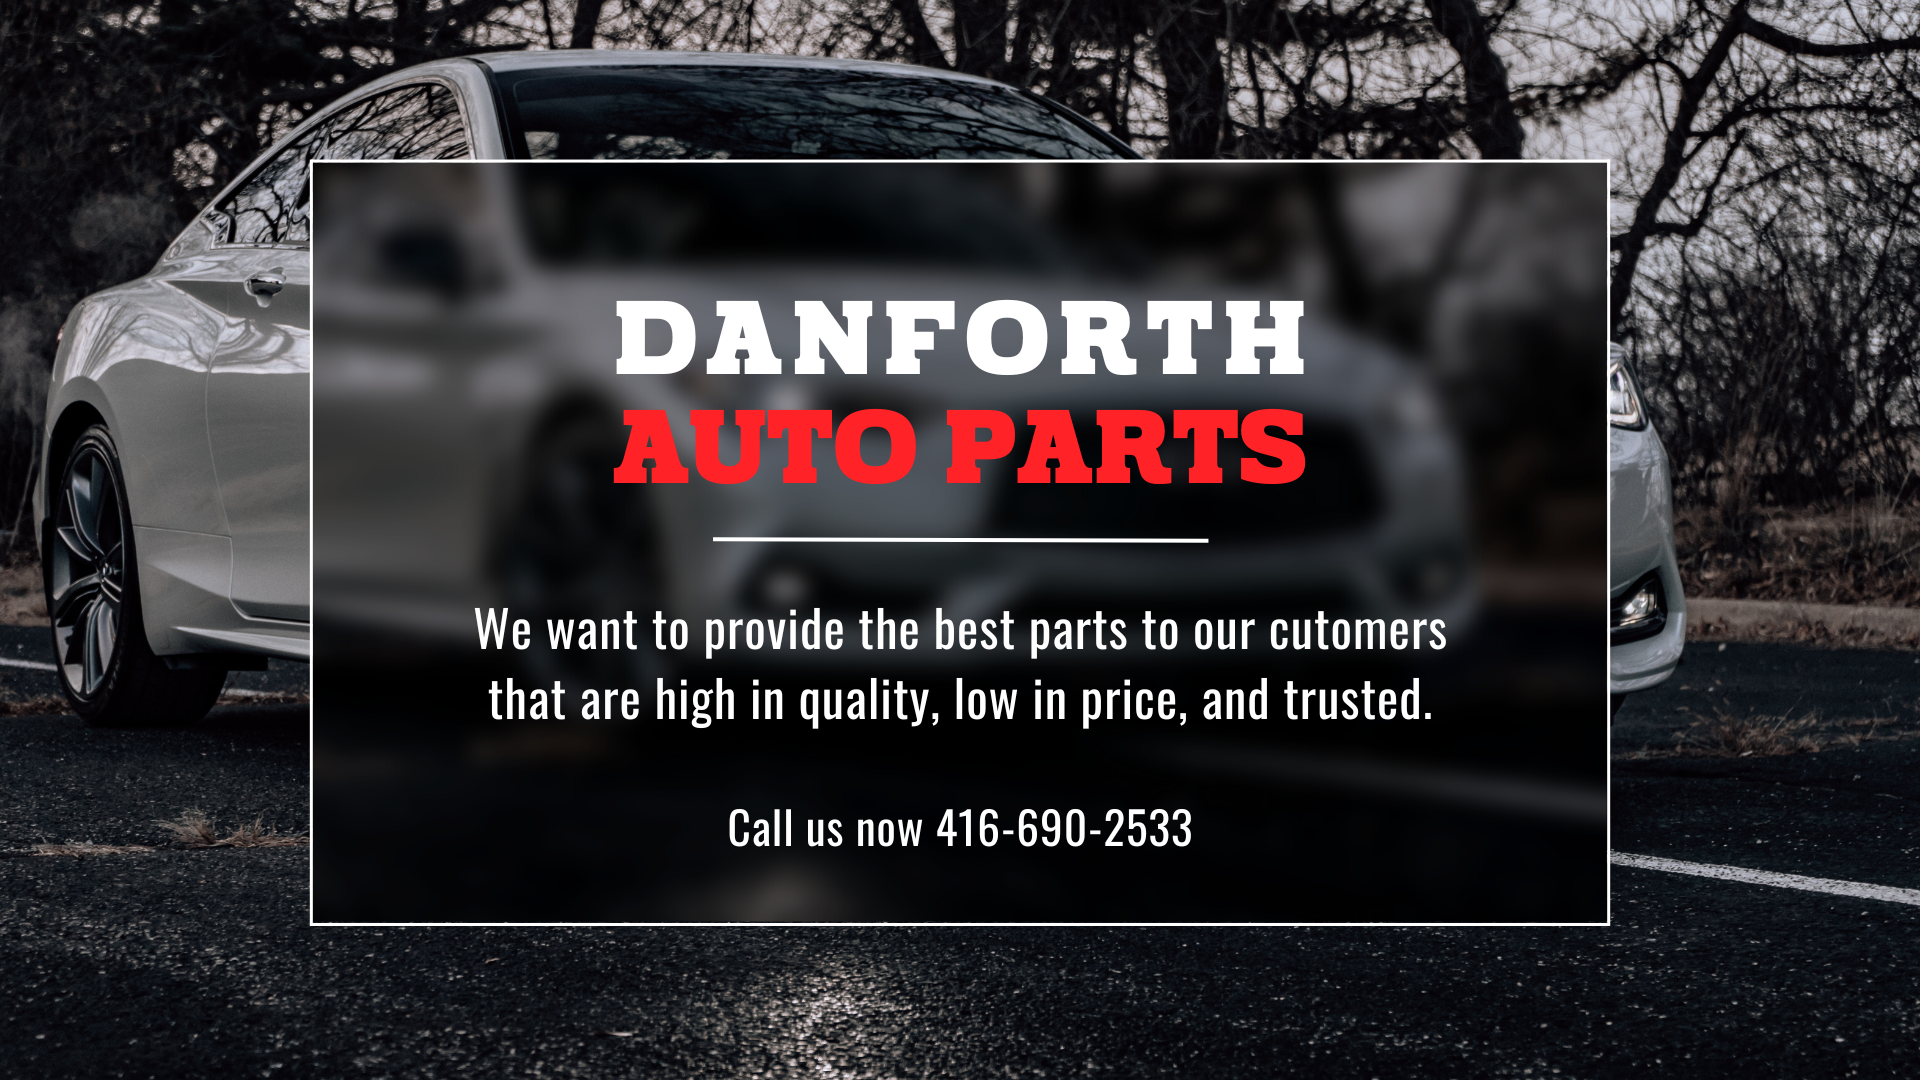 DANFORTH
AUTO PARTS
We want to provide the best parts to our cutomers
that are high in quality, low in price, and trusted.
Call us now 416-690-2533